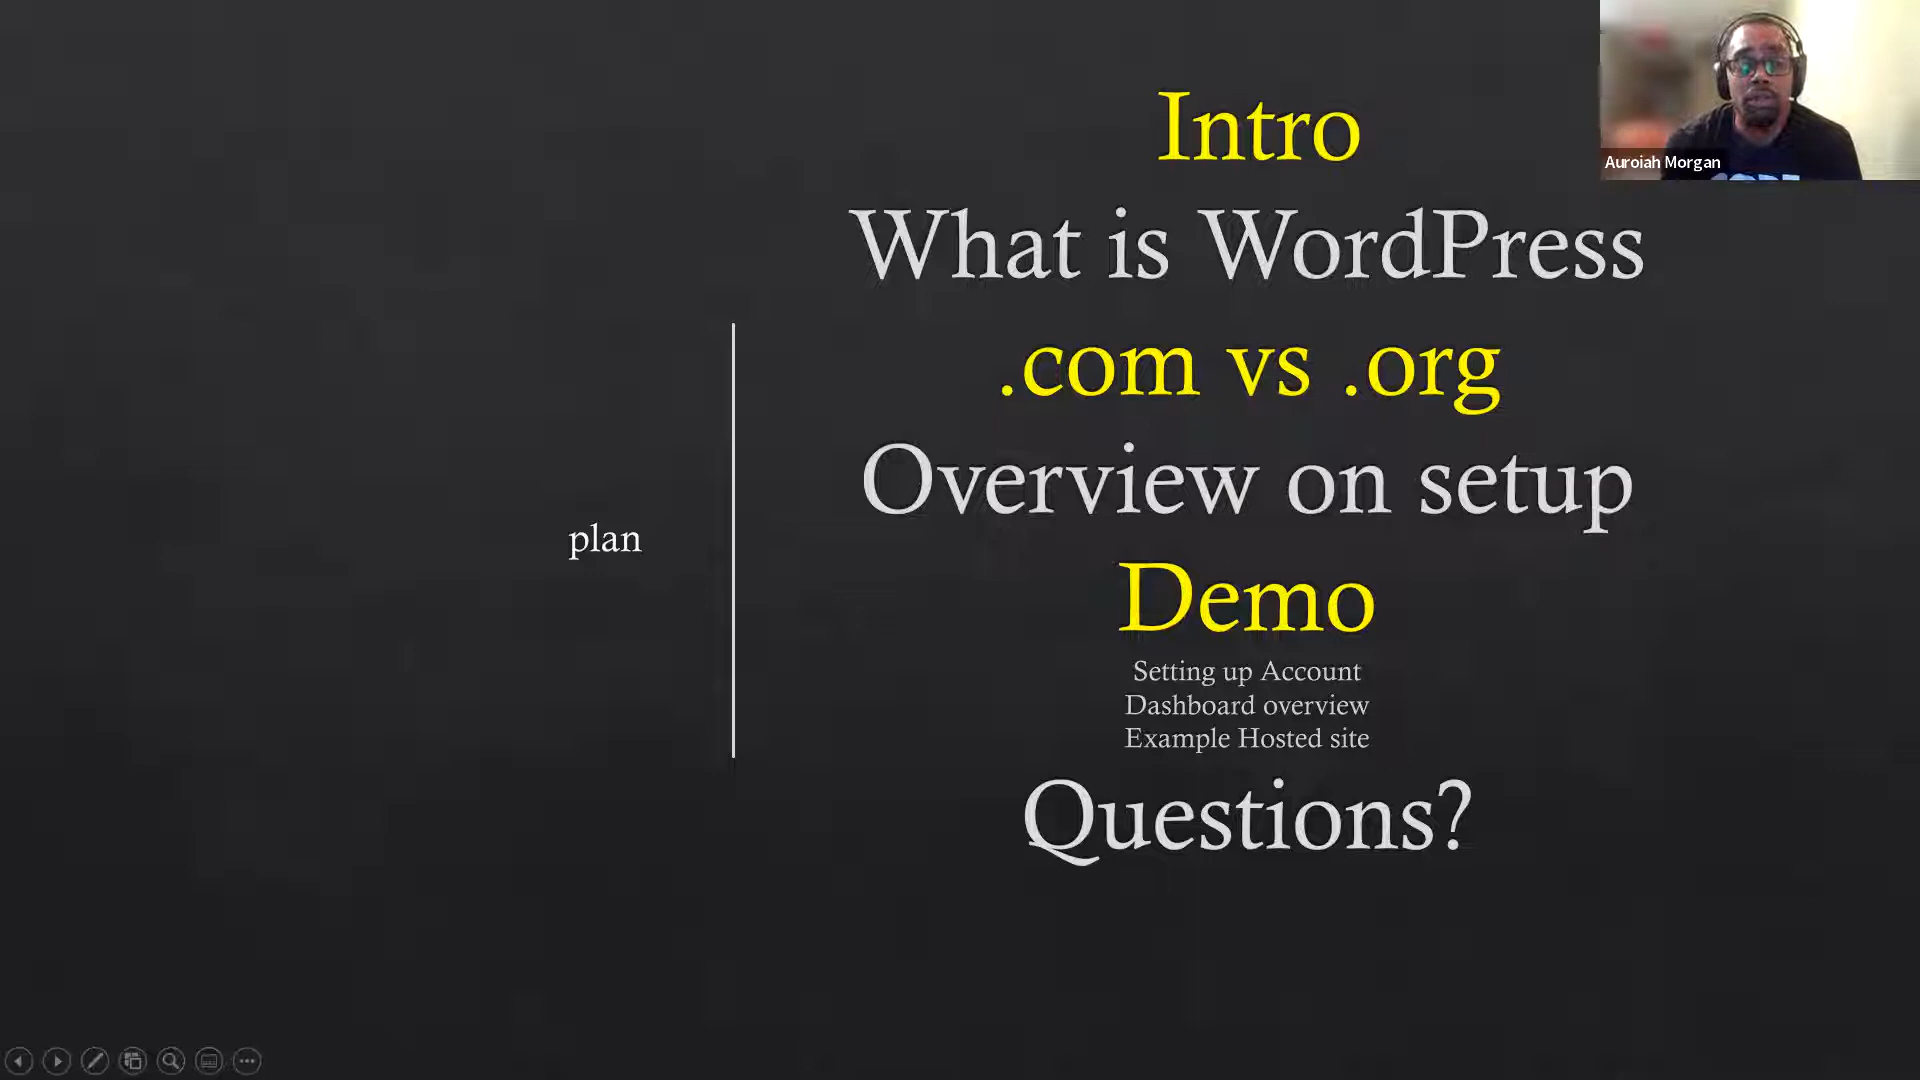 Intro
What is WordPress
.com vs .org
Overview on setup
plan
Demo
Setting up Account
Dashboard overview
Example Hosted site
Questions?
Auroiah Morgan